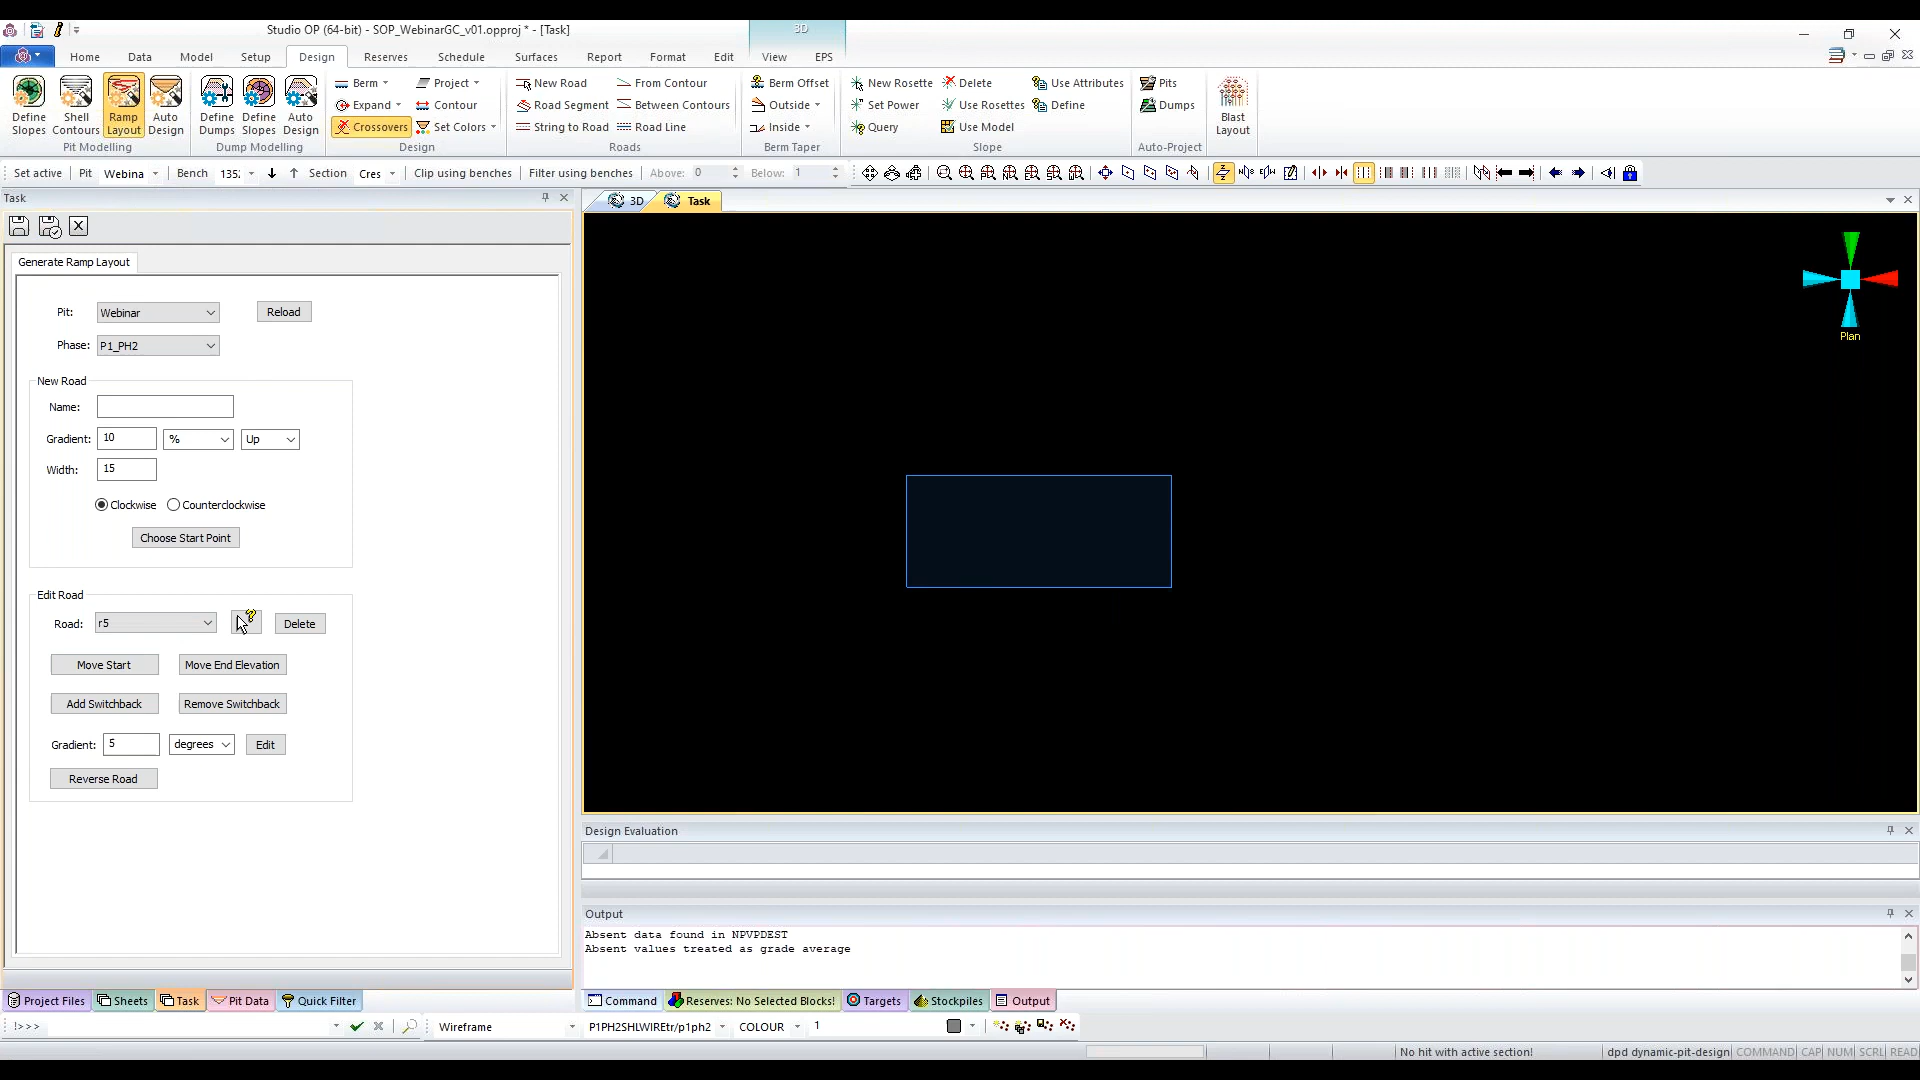 Studio OP (64-bit) - SOP_WebinarGC_v01.opproj * - [Task]
3D
Home Data Model Setup Design Reserves Schedule Surfaces Report Format Edit View EPS
Define Slopes
Shell Contours
Ramp Layout
Auto Design
Pit Modelling
Define Dumps
Define Slopes
Auto Design
Dump Modelling
Berm Project
Expand Contour
Crossovers Set Colors
Design
New Road From Contour
Road Segment Between Contours
String to Road Road Line
Roads
Berm Offset
Outside
Inside
Berm Taper
New Rosette Delete Use Attributes
Set Power Use Rosettes Define
Query Use Model
Slope
Pits
Dumps
Auto-Project
Blast Layout
Set active Pit Webina Bench 135. Section Cres Clip using benches Filter using benches Above: 0 Below: 1
Task
3D Task
Generate Ramp Layout
Pit: Webinar Reload
Phase: P1_PH2
New Road
Name:
Gradient: 10 % Up
Width: 15
Clockwise Counterclockwise
Choose Start Point
Edit Road
Road: r5 Delete
Move Start Move End Elevation
Add Switchback Remove Switchback
Gradient: 5 degrees Edit
Reverse Road
Plan
Design Evaluation
Output
Absent data found in NPVPDEST
Absent values treated as grade average
Project Files Sheets Task Pit Data Quick Filter
Command Reserves: No Selected Blocks! Targets Stockpiles Output
!>>> Wireframe P1PH2SHLWIREtr/p1ph2 COLOUR 1
No hit with active section! dpd dynamic-pit-design COMMAND CAP NUM SCRL READ